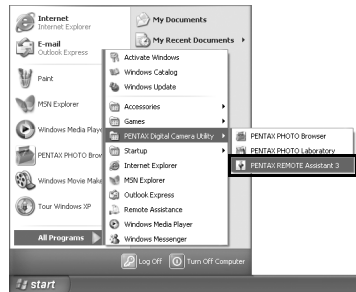 Internet
Internet Explorer
E-mail
Outlook Express
Paint
MSN Explorer
Windows Media Playe
PENTAX PHOTO Brow
Windows Movie Make
Tour Windows XP
All Programs
My Documents
My Recent Documents
Activate Windows
Windows Catalog
Windows Update
Accessories
Games
PENTAX Digital Camera Utility
Startup
Internet Explorer
MSN Explorer
Outlook Express
Remote Assistance
Windows Media Player
Windows Messenger
PENTAX PHOTO Browser
PENTAX PHOTO Laboratory
PENTAX REMOTE Assistant 3
Log Off
Turn Off Computer
start